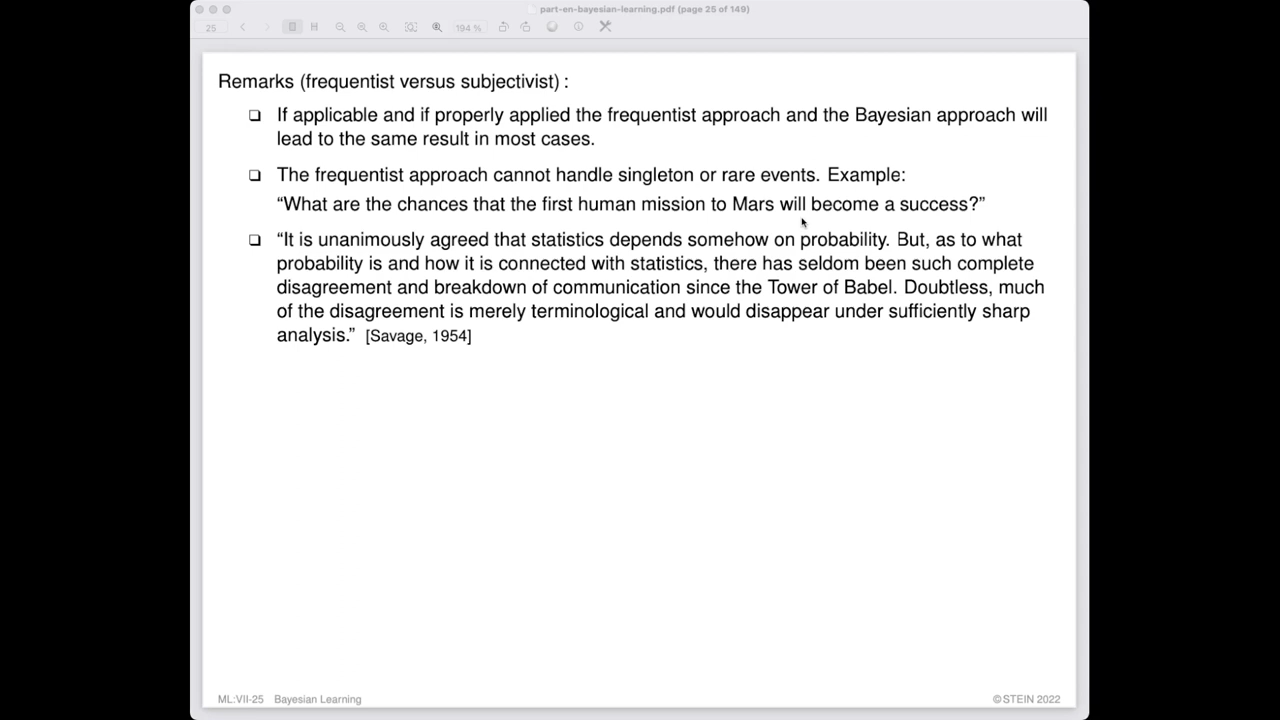 part-en-bayesian-learning.pdf (page 25 of 149)
25
194 %
Remarks (frequentist versus subjectivist) :
❑ If applicable and if properly applied the frequentist approach and the Bayesian approach will
lead to the same result in most cases.
❑ The frequentist approach cannot handle singleton or rare events. Example:
“What are the chances that the first human mission to Mars will become a success?”
❑ “It is unanimously agreed that statistics depends somehow on probability. But, as to what
probability is and how it is connected with statistics, there has seldom been such complete
disagreement and breakdown of communication since the Tower of Babel. Doubtless, much
of the disagreement is merely terminological and would disappear under sufficiently sharp
analysis.” [Savage, 1954]
ML:VII-25 Bayesian Learning
©STEIN 2022